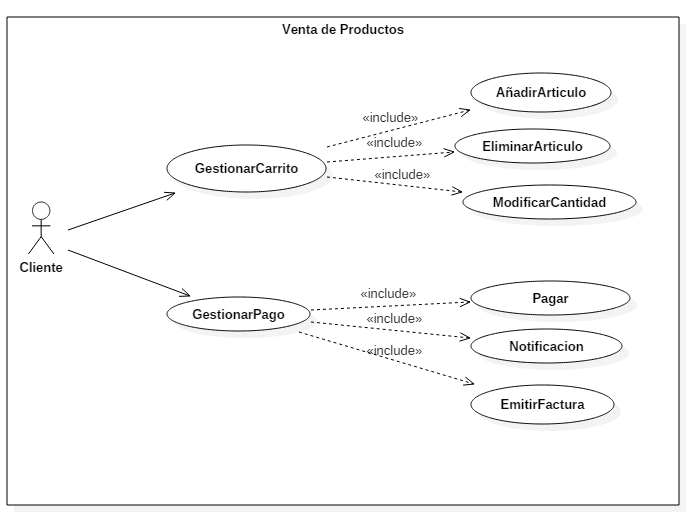 Venta de Productos
AñadirArticulo
«include»
«include»
EliminarArticulo
GestionarCarrito
«include»
ModificarCantidad
Cliente
«include»
Pagar
GestionarPago
«include»
Notificacion
«include»
EmitirFactura